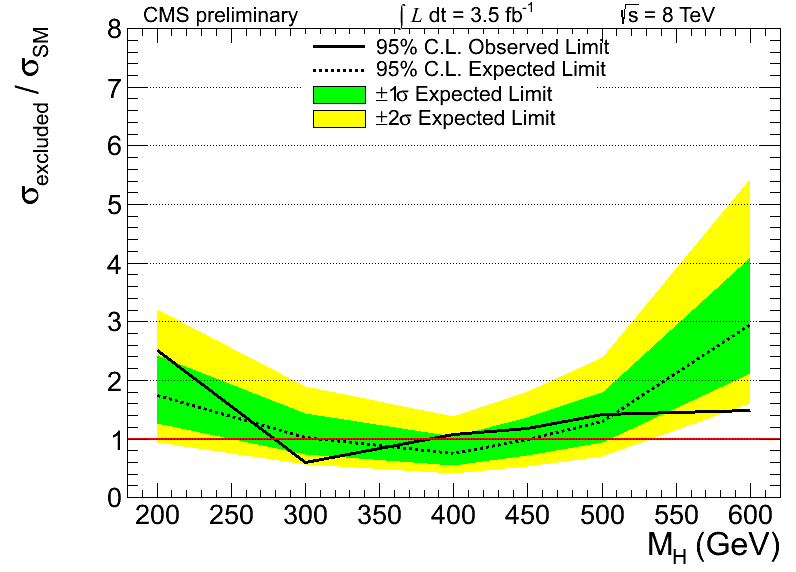 CMS preliminary ∫ L dt = 3.5 fb⁻¹ √s = 8 TeV
σexcluded / σSM
95% C.L. Observed Limit
95% C.L. Expected Limit
±1σ Expected Limit
±2σ Expected Limit
8
7
6
5
4
3
2
1
0
200 250 300 350 400 450 500 550 600
MH (GeV)